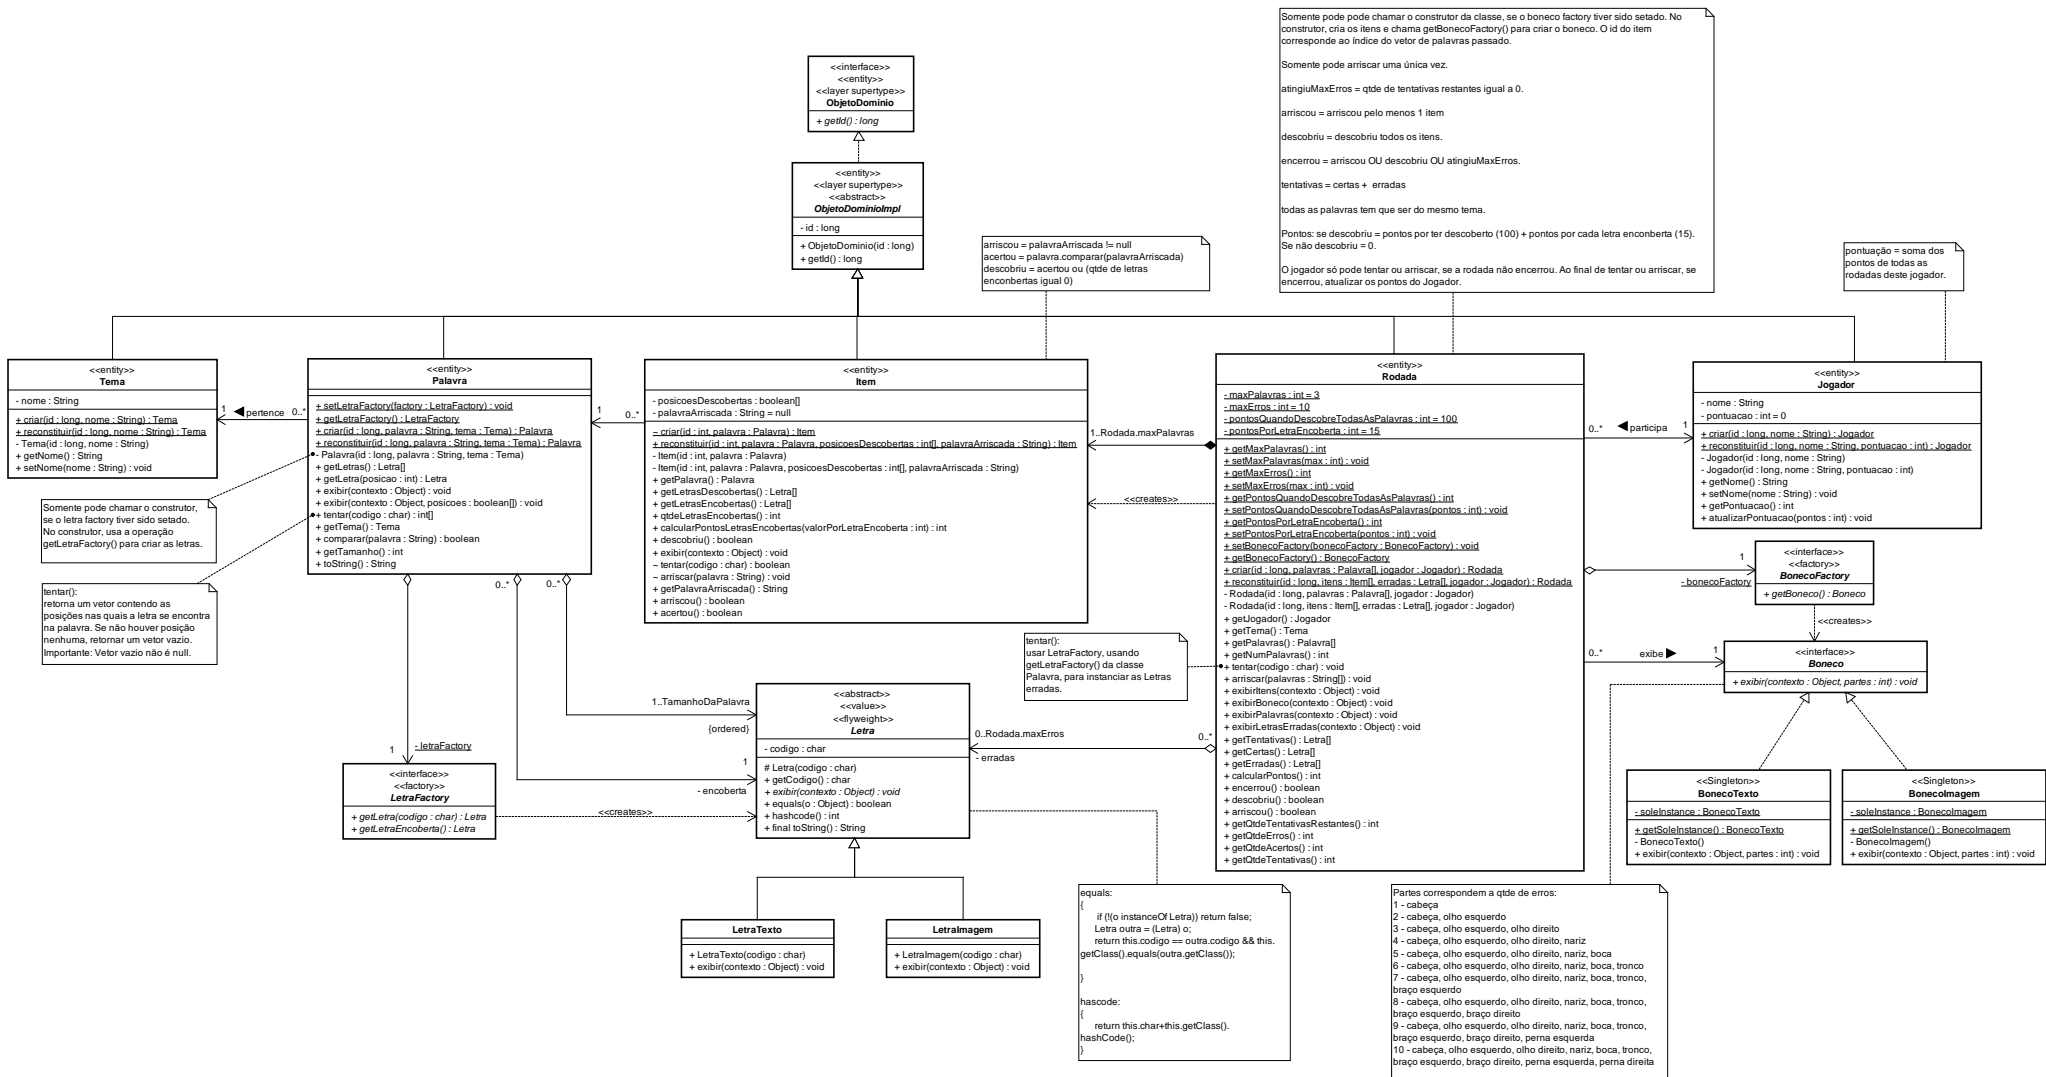 Somente pode pode chamar o construtor da classe, se o boneco factory tiver sido setado. No
construtor, cria os itens e chama getBonecoFactory() para criar o boneco. O id do item
corresponde ao índice do vetor de palavras passado.
Somente pode arriscar uma única vez.
atingiuMaxErros = qtde de tentativas restantes igual a 0.
arriscou = arriscou pelo menos 1 item
descobriu = descobriu todos os itens.
encerrou = arriscou OU descobriu OU atingiuMaxErros.
tentativas = certas + erradas
todas as palavras tem que ser do mesmo tema.
Pontos: se descobriu = pontos por ter descoberto (100) + pontos por cada letra enconberta (15).
Se não descobriu = 0.
O jogador só pode tentar ou arriscar, se a rodada não encerrou. Ao final de tentar ou arriscar, se
encerrou, atualizar os pontos do Jogador.
<<interface>>
<<entity>>
<<layer supertype>>
ObjetoDominio
+ getId() : long
<<entity>>
<<layer supertype>>
<<abstract>>
ObjetoDominioImpl
- id : long
+ ObjetoDominio(id : long)
+ getId() : long
arriscou = palavraArriscada != null
acertou = palavra.comparar(palavraArriscada)
descobriu = acertou ou (qtde de letras
enconbertas igual 0)
pontuação = soma dos
pontos de todas as
rodadas deste jogador.
<<entity>>
Tema
- nome : String
+ criar(id : long, nome : String) : Tema
+ reconstituir(id : long, nome : String) : Tema
- Tema(id : long, nome : String)
+ getNome() : String
+ setNome(nome : String) : void
1
pertence
0..*
<<entity>>
Palavra
+ setLetraFactory(factory : LetraFactory) : void
+ getLetraFactory() : LetraFactory
+ criar(id : long, palavra : String, tema : Tema) : Palavra
+ reconstituir(id : long, palavra : String, tema : Tema) : Palavra
- Palavra(id : long, palavra : String, tema : Tema)
+ getLetras() : Letra[]
+ getLetra(posicao : int) : Letra
+ exibir(contexto : Object) : void
+ exibir(contexto : Object, posicoes : boolean[]) : void
+ tentar(codigo : char) : int[]
+ getTema() : Tema
+ comparar(palavra : String) : boolean
+ getTamanho() : int
+ toString() : String
1
0..*
<<entity>>
Item
- posicoesDescobertas : boolean[]
- palavraArriscada : String = null
~ criar(id : int, palavra : Palavra) : Item
+ reconstituir(id : int, palavra : Palavra, posicoesDescobertas : int[], palavraArriscada : String) : Item
- Item(id : int, palavra : Palavra)
- Item(id : int, palavra : Palavra, posicoesDescobertas : int[], palavraArriscada : String)
+ getPalavra() : Palavra
+ getLetrasDescobertas() : Letra[]
+ getLetrasEncobertas() : Letra[]
+ qtdeLetrasEncobertas() : int
+ calcularPontosLetrasEncobertas(valorPorLetraEncoberta : int) : int
+ descobriu() : boolean
+ exibir(contexto : Object) : void
~ tentar(codigo : char) : boolean
~ arriscar(palavra : String) : void
+ getPalavraArriscada() : String
+ arriscou() : boolean
+ acertou() : boolean
1..Rodada.maxPalavras
<<creates>>
<<entity>>
Rodada
- maxPalavras : int = 3
- maxErros : int = 10
- pontosQuandoDescobreTodasAsPalavras : int = 100
- pontosPorLetraEncoberta : int = 15
+ getMaxPalavras() : int
+ setMaxPalavras(max : int) : void
+ getMaxErros() : int
+ setMaxErros(max : int) : void
+ getPontosQuandoDescobreTodasAsPalavras() : int
+ setPontosQuandoDescobreTodasAsPalavras(pontos : int) : void
+ getPontosPorLetraEncoberta() : int
+ setPontosPorLetraEncoberta(pontos : int) : void
+ setBonecoFactory(bonecoFactory : BonecoFactory) : void
+ getBonecoFactory() : BonecoFactory
+ criar(id : long, palavras : Palavra[], jogador : Jogador) : Rodada
+ reconstituir(id : long, itens : Item[], erradas : Letra[], jogador : Jogador) : Rodada
- Rodada(id : long, palavras : Palavra[], jogador : Jogador)
- Rodada(id : long, itens : Item[], erradas : Letra[], jogador : Jogador)
+ getJogador() : Jogador
+ getTema() : Tema
+ getPalavras() : Palavra[]
+ getNumPalavras() : int
+ tentar(codigo : char) : void
+ arriscar(palavras : String[]) : void
+ exibirItens(contexto : Object) : void
+ exibirBoneco(contexto : Object) : void
+ exibirPalavras(contexto : Object) : void
+ exibirLetrasErradas(contexto : Object) : void
+ getTentativas() : Letra[]
+ getCertas() : Letra[]
+ getErradas() : Letra[]
+ calcularPontos() : int
+ encerrou() : boolean
+ descobriu() : boolean
+ arriscou() : boolean
+ getQtdeTentativasRestantes() : int
+ getQtdeErros() : int
+ getQtdeAcertos() : int
+ getQtdeTentativas() : int
0..*
participa
1
<<entity>>
Jogador
- nome : String
- pontuacao : int = 0
+ criar(id : long, nome : String) : Jogador
+ reconstituir(id : long, nome : String, pontuacao : int) : Jogador
- Jogador(id : long, nome : String)
- Jogador(id : long, nome : String, pontuacao : int)
+ getNome() : String
+ setNome(nome : String) : void
+ getPontuacao() : int
+ atualizarPontuacao(pontos : int) : void
Somente pode chamar o construtor,
se o letra factory tiver sido setado.
No construtor, usa a operação
getLetraFactory() para criar as letras.
tentar():
retorna um vetor contendo as
posições nas quais a letra se encontra
na palavra. Se não houver posição
nenhuma, retornar um vetor vazio.
Importante: Vetor vazio não é null.
0..*
0..*
1
- bonecoFactory
<<interface>>
<<factory>>
BonecoFactory
+ getBoneco() : Boneco
<<creates>>
0..*
exibe
1
<<interface>>
Boneco
+ exibir(contexto : Object, partes : int) : void
tentar():
usar LetraFactory, usando
getLetraFactory() da classe
Palavra, para instanciar as Letras
erradas.
1..TamanhoDaPalavra
{ordered}
<<abstract>>
<<value>>
<<flyweight>>
Letra
- codigo : char
# Letra(codigo : char)
+ getCodigo() : char
+ exibir(contexto : Object) : void
+ equals(o : Object) : boolean
+ hashcode() : int
+ final toString() : String
0..Rodada.maxErros
- erradas
0..*
1
- letraFactory
1
- encoberta
<<interface>>
<<factory>>
LetraFactory
+ getLetra(codigo : char) : Letra
+ getLetraEncoberta() : Letra
<<creates>>
<<Singleton>>
BonecoTexto
- soleInstance : BonecoTexto
+ getSoleInstance() : BonecoTexto
- BonecoTexto()
+ exibir(contexto : Object, partes : int) : void
<<Singleton>>
BonecoImagem
- soleInstance : BonecoImagem
+ getSoleInstance() : BonecoImagem
- BonecoImagem()
+ exibir(contexto : Object, partes : int) : void
LetraTexto
+ LetraTexto(codigo : char)
+ exibir(contexto : Object) : void
LetraImagem
+ LetraImagem(codigo : char)
+ exibir(contexto : Object) : void
equals:
{
if (!(o instanceOf Letra)) return false;
Letra outra = (Letra) o;
return this.codigo == outra.codigo && this.
getClass().equals(outra.getClass());
}
hascode:
{
return this.char+this.getClass().
hashCode();
}
Partes correspondem a qtde de erros:
1 - cabeça
2 - cabeça, olho esquerdo
3 - cabeça, olho esquerdo, olho direito
4 - cabeça, olho esquerdo, olho direito, nariz
5 - cabeça, olho esquerdo, olho direito, nariz, boca
6 - cabeça, olho esquerdo, olho direito, nariz, boca, tronco
7 - cabeça, olho esquerdo, olho direito, nariz, boca, tronco,
braço esquerdo
8 - cabeça, olho esquerdo, olho direito, nariz, boca, tronco,
braço esquerdo, braço direito
9 - cabeça, olho esquerdo, olho direito, nariz, boca, tronco,
braço esquerdo, braço direito, perna esquerda
10 - cabeça, olho esquerdo, olho direito, nariz, boca, tronco,
braço esquerdo, braço direito, perna esquerda, perna direita